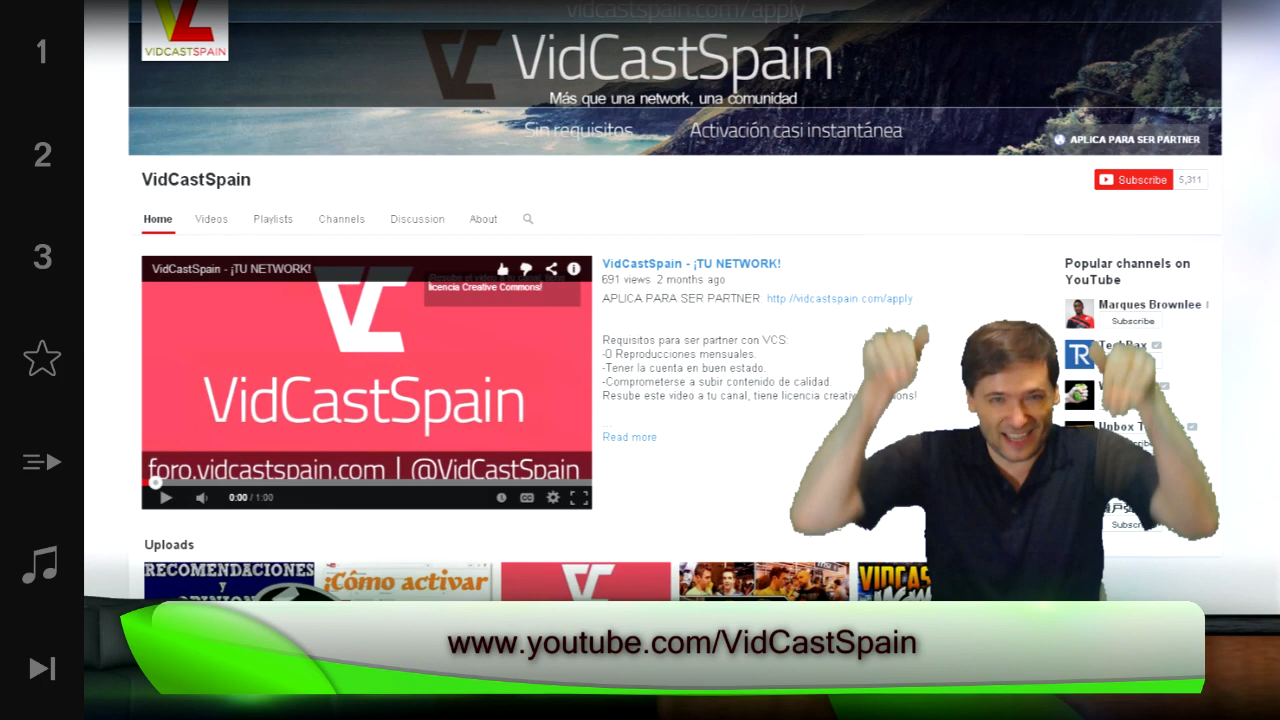 1
2
3
VIDCASTSPAIN
vidcastspain.com/apply
VidCastSpain
Más que una network, una comunidad
Sin requisitos Activación casi instantánea
APLICA PARA SER PARTNER
VidCastSpain
Subscribe 5,311
Home Videos Playlists Channels Discussion About
VidCastSpain - ¡TU NETWORK!
licencia Creative Commons!
VidCastSpain
foro.vidcastspain.com | @VidCastSpain
0:00 / 1:00
VidCastSpain - ¡TU NETWORK!
691 views 2 months ago
APLICA PARA SER PARTNER http://vidcastspain.com/apply
Requisitos para ser partner con VCS:
-0 Reproducciones mensuales.
-Tener la cuenta en buen estado.
-Comprometerse a subir contenido de calidad.
Resube este video a tu canal, tiene licencia
...
Read more
Popular channels on
YouTube
Marques Brownlee
Subscribe
Unbox
Uploads
RECOMENDACIONES
Y
¡Cómo activar
www.youtube.com/VidCastSpain